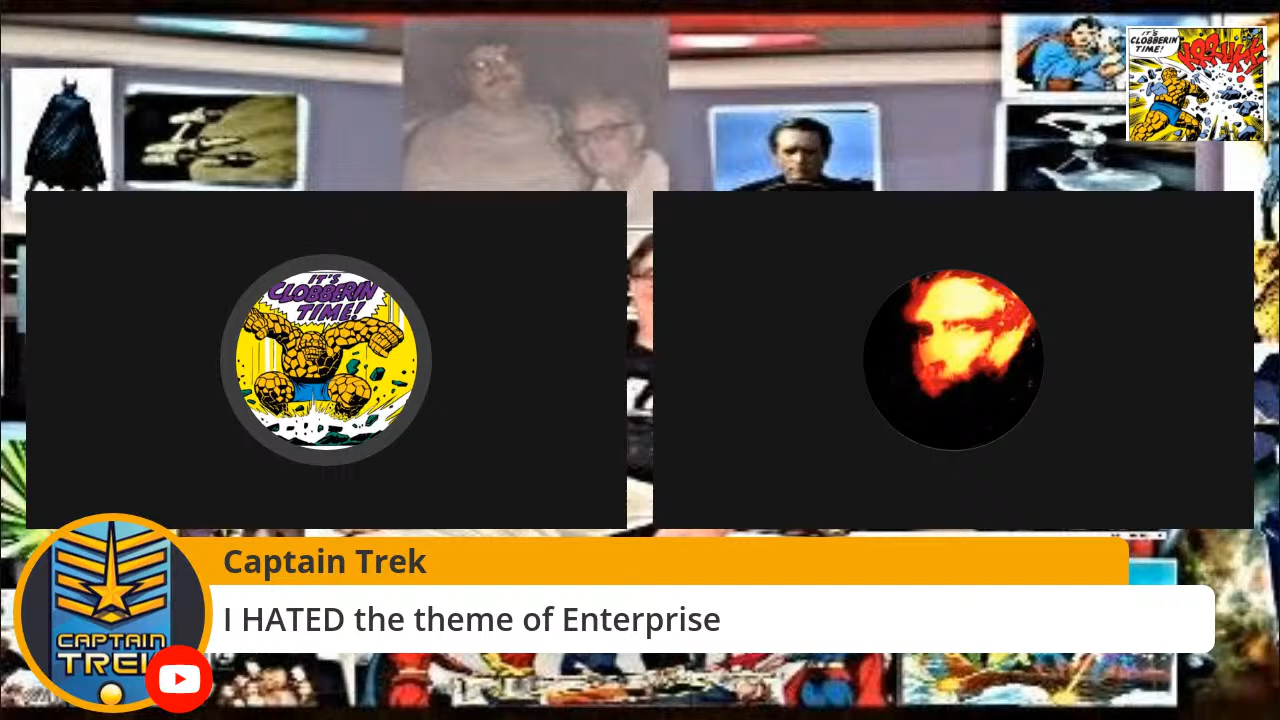 IT'S
CLOBBERIN'
TIME!
IT'S
CLOBBERIN'
TIME!
Captain Trek
I HATED the theme of Enterprise
CAPTAIN
TREK